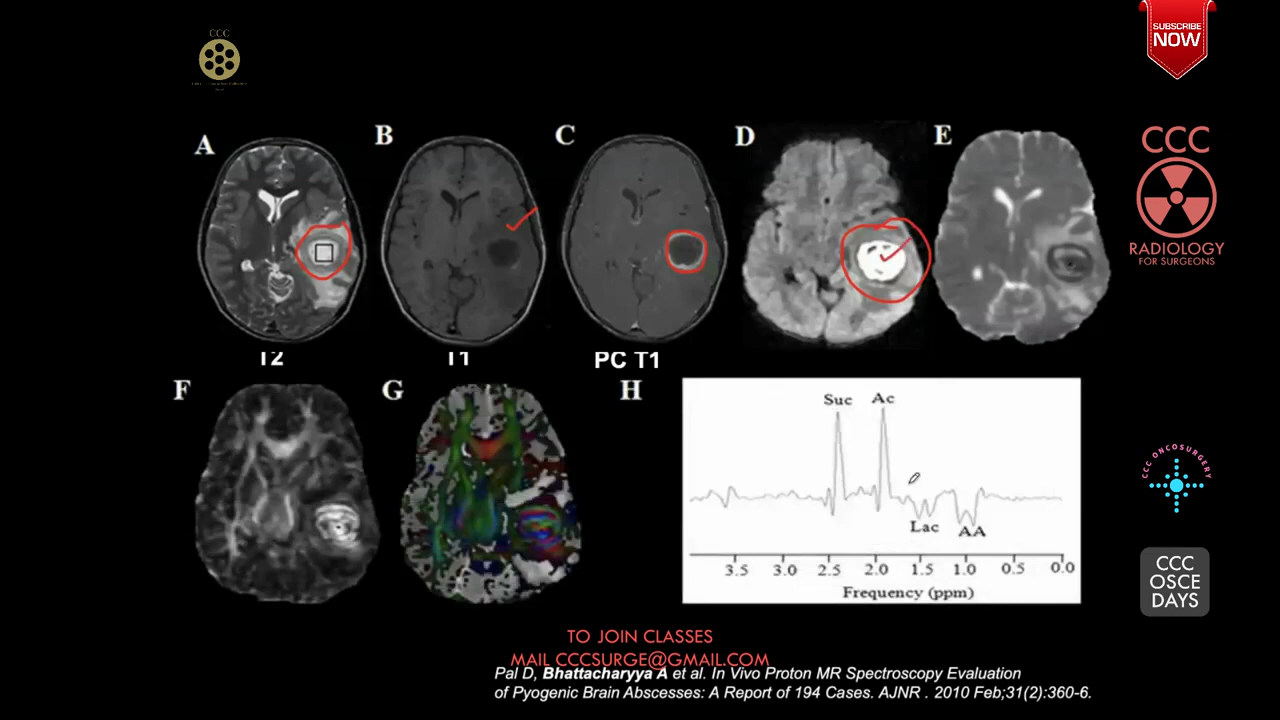 CCC
SUBSCRIBE
NOW
A
B
C
D
E
CCC
RADIOLOGY
FOR SURGEONS
T2
T1
PC T1
F
G
H
Suc
Ac
Lac
AA
3.5 3.0 2.5 2.0 1.5 1.0 0.5 0.0
Frequency (ppm)
CCC ONCOSURGERY
CCC
OSCE
DAYS
TO JOIN CLASSES
MAIL CCCSURGE@GMAIL.COM
Pal D, Bhattacharyya A et al. In Vivo Proton MR Spectroscopy Evaluation
of Pyogenic Brain Abscesses: A Report of 194 Cases. AJNR . 2010 Feb;31(2):360-6.